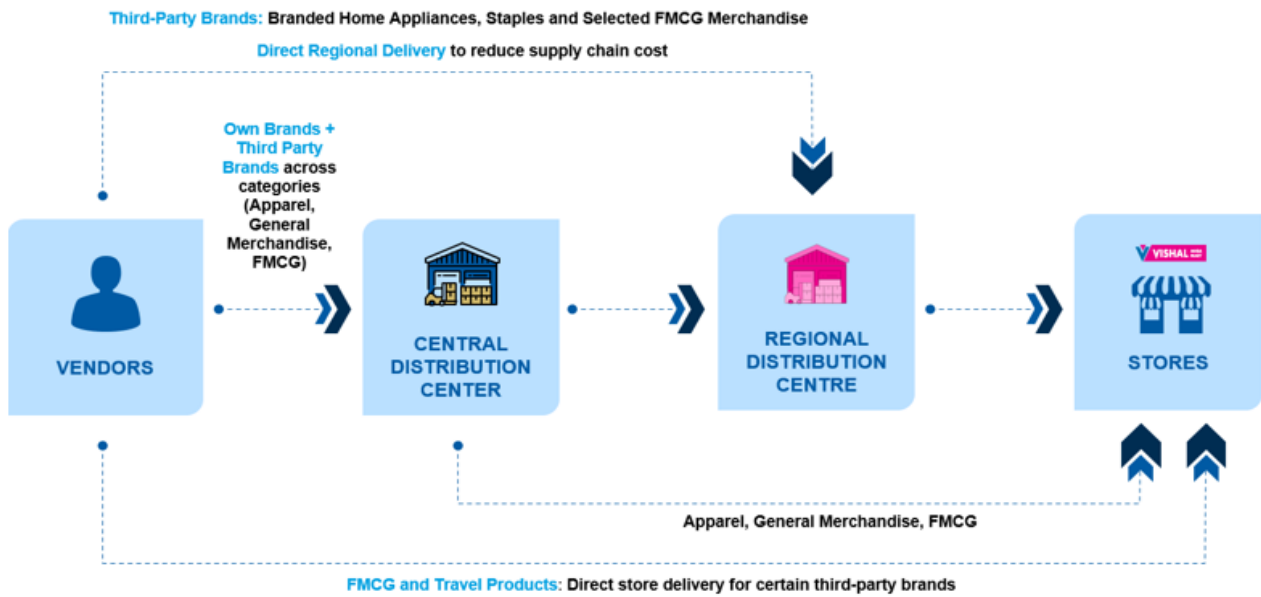 Third-Party Brands: Branded Home Appliances, Staples and Selected FMCG Merchandise
Direct Regional Delivery to reduce supply chain cost
Own Brands +
Third Party
Brands across
categories
(Apparel,
General
Merchandise,
FMCG)
VENDORS
CENTRAL
DISTRIBUTION
CENTER
REGIONAL
DISTRIBUTION
CENTRE
VISHAL
STORES
Apparel, General Merchandise, FMCG
FMCG and Travel Products: Direct store delivery for certain third-party brands